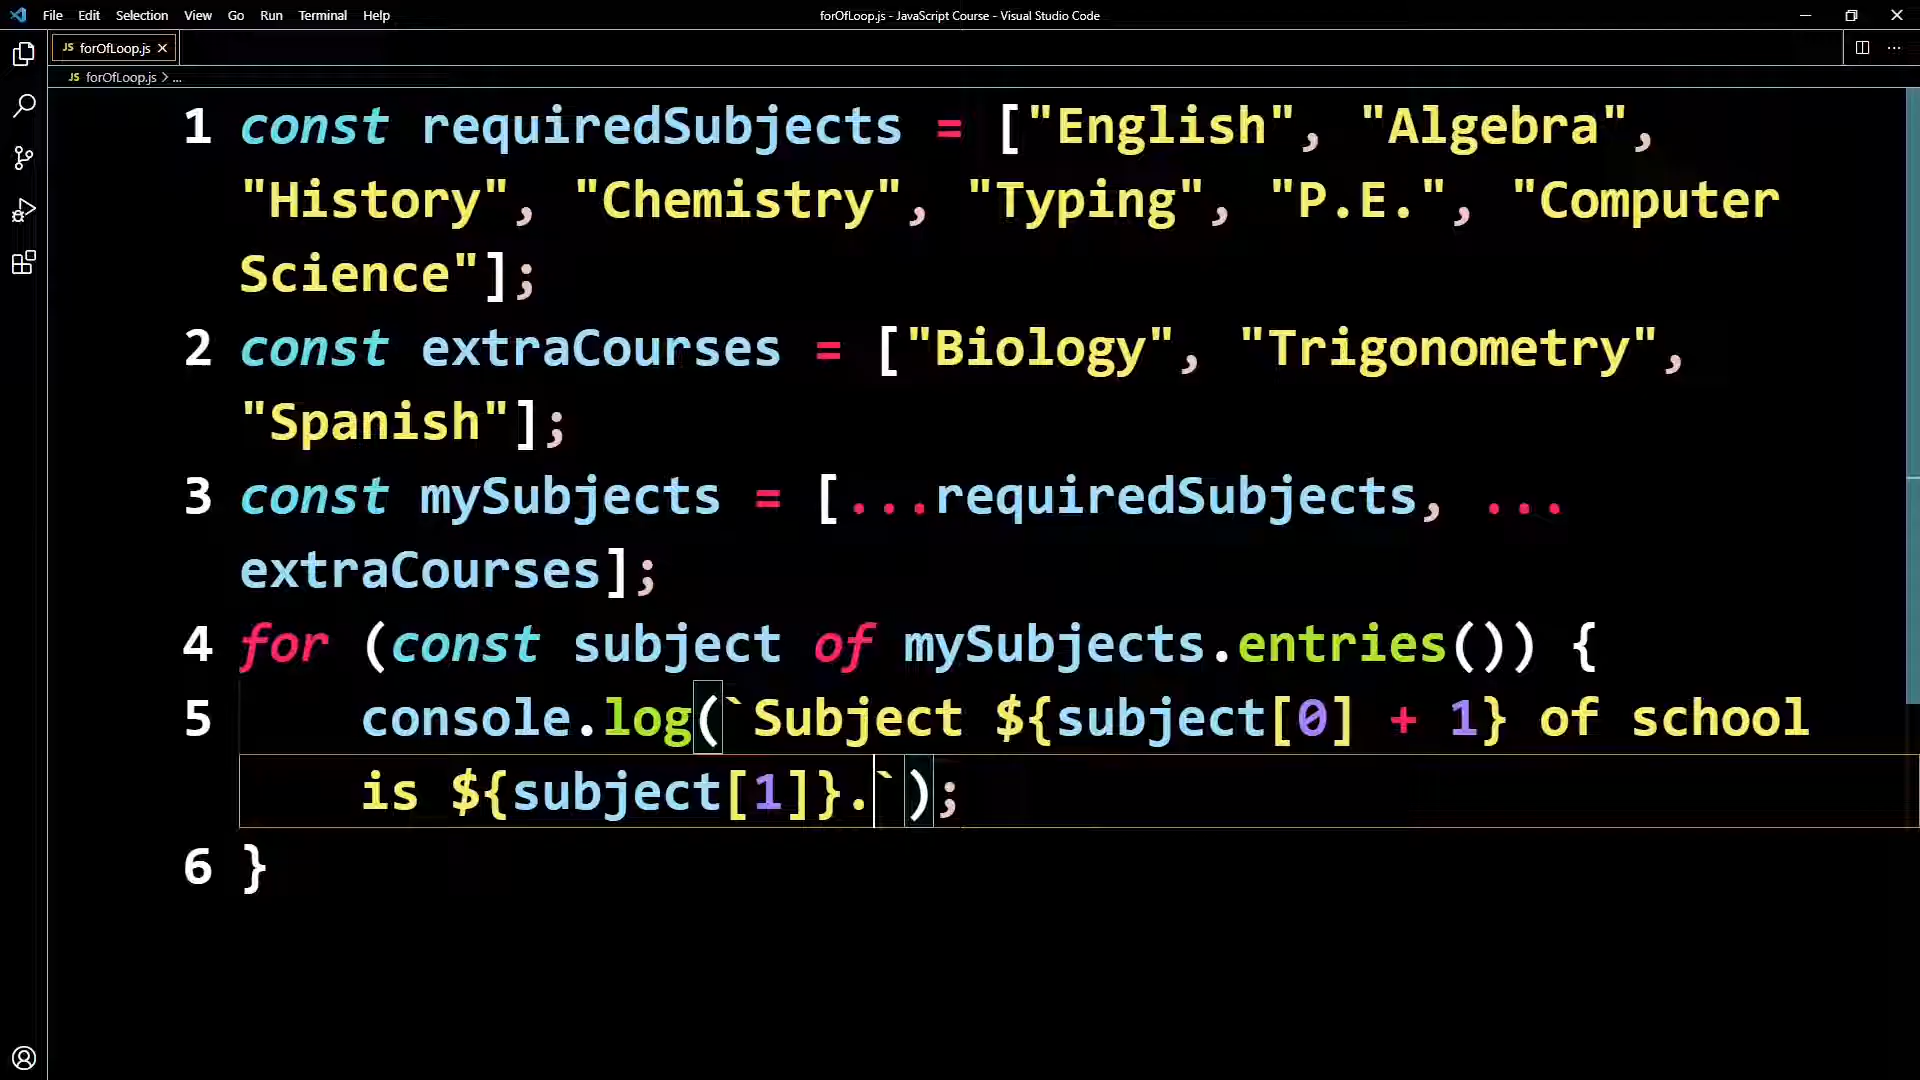 File Edit Selection View Go Run Terminal Help
forOfLoop.js - JavaScript Course - Visual Studio Code
JS forOfLoop.js
JS forOfLoop.js > ...
1 const requiredSubjects = ["English", "Algebra",
"History", "Chemistry", "Typing", "P.E.", "Computer
Science"];
2 const extraCourses = ["Biology", "Trigonometry",
"Spanish"];
3 const mySubjects = [...requiredSubjects, ...
extraCourses];
4 for (const subject of mySubjects.entries()) {
5 console.log(`Subject ${subject[0] + 1} of school
is ${subject[1]}.`);
6 }